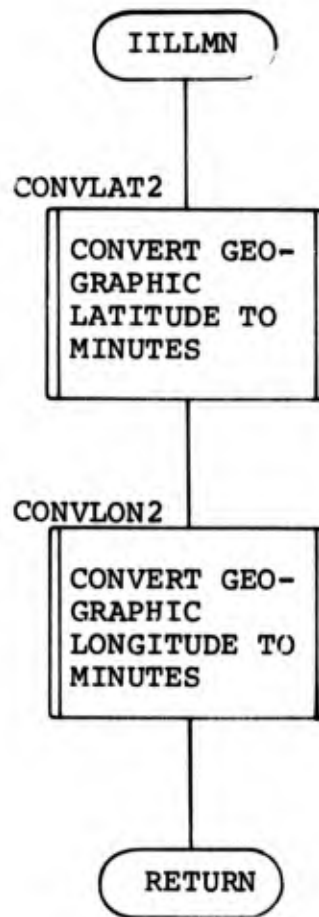 IILLMN
CONVLAT2
CONVERT GEO-
GRAPHIC
LATITUDE TO
MINUTES
CONVLON2
CONVERT GEO-
GRAPHIC
LONGITUDE TO
MINUTES
RETURN